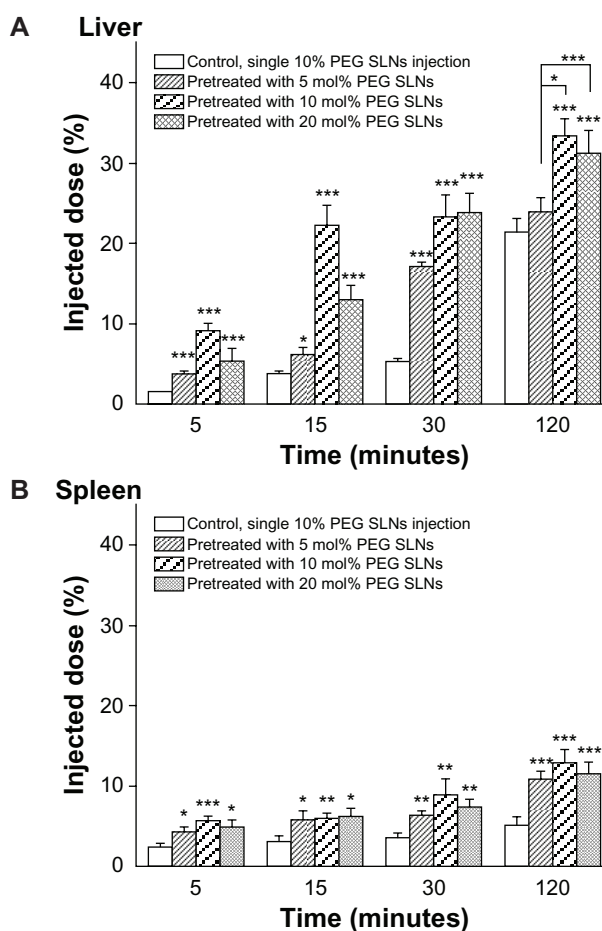 A Liver
Control, single 10% PEG SLNs injection
Pretreated with 5 mol% PEG SLNs
Pretreated with 10 mol% PEG SLNs
Pretreated with 20 mol% PEG SLNs
Injected dose (%)
40
30
20
10
0
***
***
***
*
***
***
***
***
***
***
*
***
***
5 15 30 120
Time (minutes)
B Spleen
Control, single 10% PEG SLNs injection
Pretreated with 5 mol% PEG SLNs
Pretreated with 10 mol% PEG SLNs
Pretreated with 20 mol% PEG SLNs
Injected dose (%)
40
30
20
10
0
*
***
*
*
**
*
**
**
**
***
***
***
5 15 30 120
Time (minutes)